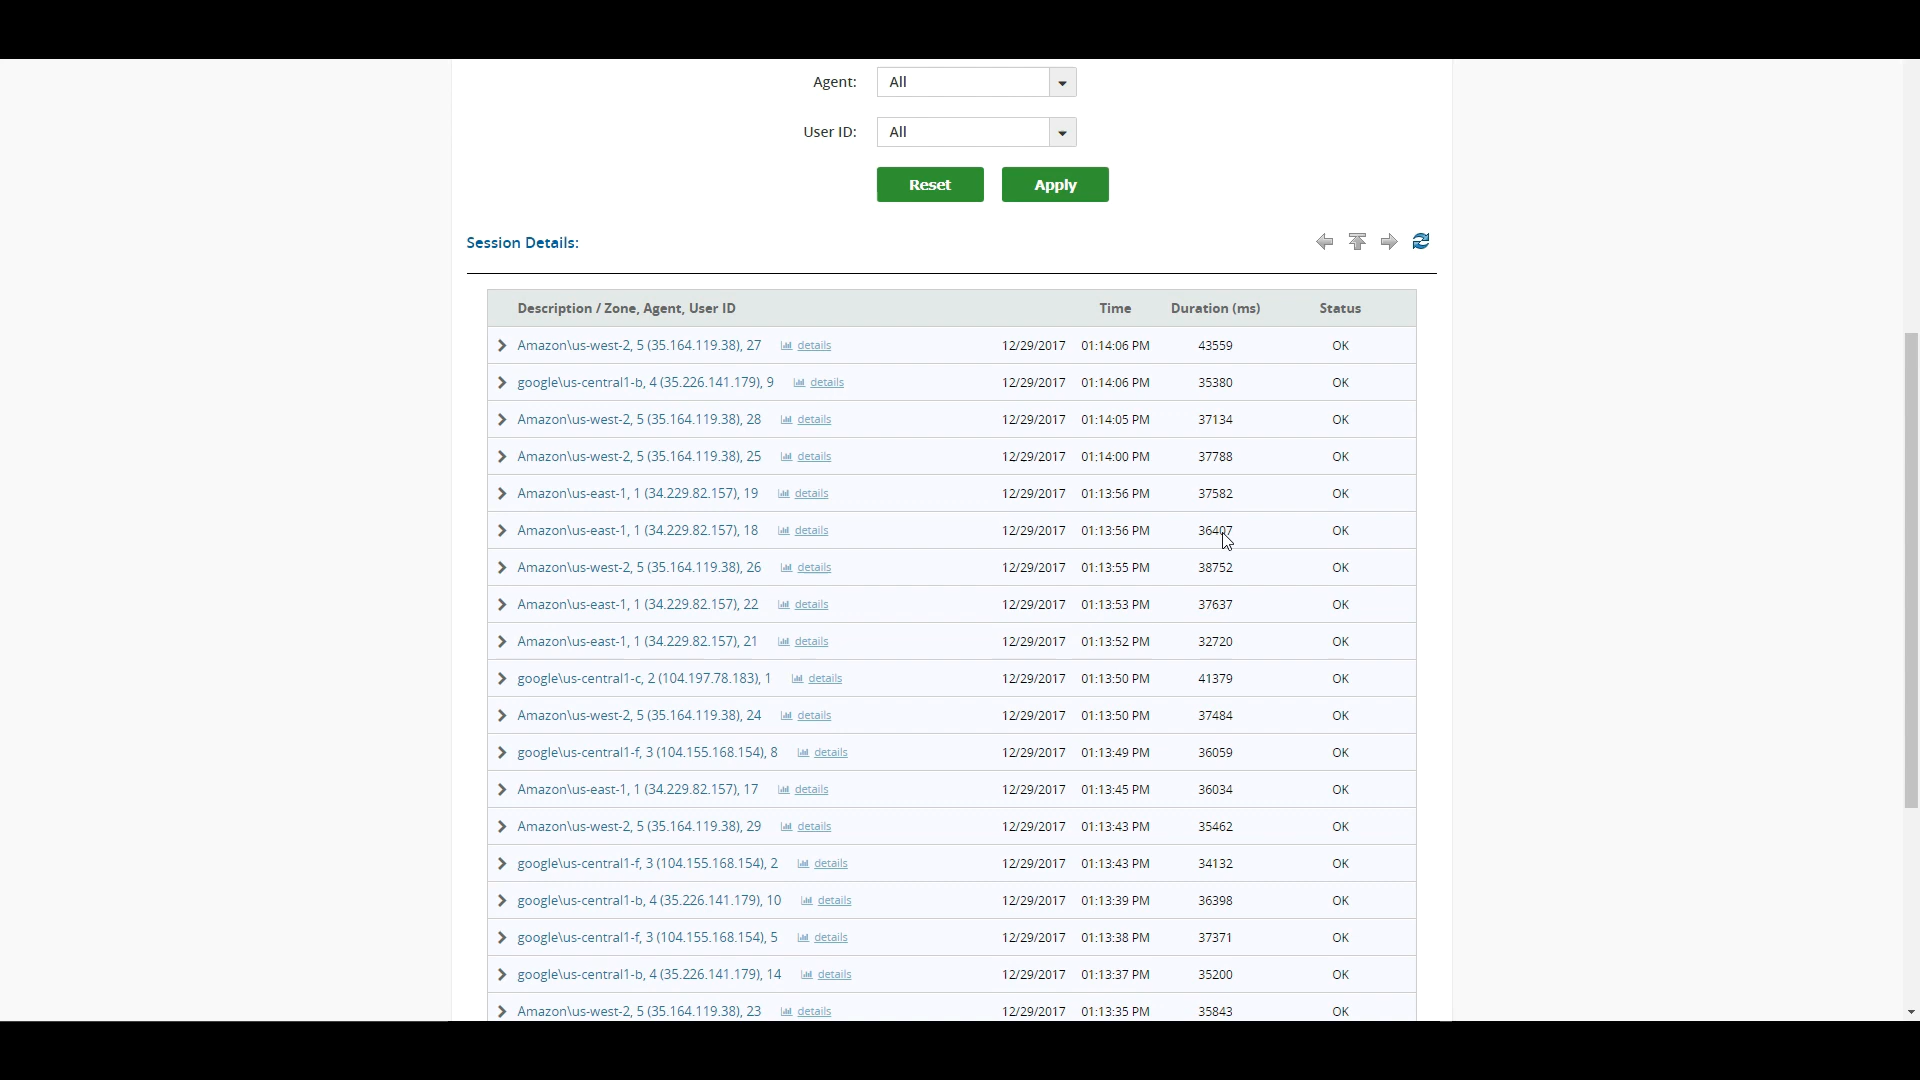 Agent: All
User ID: All
Reset Apply
Session Details:
Description / Zone, Agent, User ID Time Duration (ms) Status
Amazon\us-west-2, 5 (35.164.119.38), 27 details 12/29/2017 01:14:06 PM 43559 OK
google\us-central1-b, 4 (35.226.141.179), 9 details 12/29/2017 01:14:06 PM 35380 OK
Amazon\us-west-2, 5 (35.164.119.38), 28 details 12/29/2017 01:14:05 PM 37134 OK
Amazon\us-west-2, 5 (35.164.119.38), 25 details 12/29/2017 01:14:00 PM 37788 OK
Amazon\us-east-1, 1 (34.229.82.157), 19 details 12/29/2017 01:13:56 PM 37582 OK
Amazon\us-east-1, 1 (34.229.82.157), 18 details 12/29/2017 01:13:56 PM 36407 OK
Amazon\us-west-2, 5 (35.164.119.38), 26 details 12/29/2017 01:13:55 PM 38752 OK
Amazon\us-east-1, 1 (34.229.82.157), 22 details 12/29/2017 01:13:53 PM 37637 OK
Amazon\us-east-1, 1 (34.229.82.157), 21 details 12/29/2017 01:13:52 PM 32720 OK
google\us-central1-c, 2 (104.197.78.183), 1 details 12/29/2017 01:13:50 PM 41379 OK
Amazon\us-west-2, 5 (35.164.119.38), 24 details 12/29/2017 01:13:50 PM 37484 OK
google\us-central1-f, 3 (104.155.168.154), 8 details 12/29/2017 01:13:49 PM 36059 OK
Amazon\us-east-1, 1 (34.229.82.157), 17 details 12/29/2017 01:13:45 PM 36034 OK
Amazon\us-west-2, 5 (35.164.119.38), 29 details 12/29/2017 01:13:43 PM 35462 OK
google\us-central1-f, 3 (104.155.168.154), 2 details 12/29/2017 01:13:43 PM 34132 OK
google\us-central1-b, 4 (35.226.141.179), 10 details 12/29/2017 01:13:39 PM 36398 OK
google\us-central1-f, 3 (104.155.168.154), 5 details 12/29/2017 01:13:38 PM 37371 OK
google\us-central1-b, 4 (35.226.141.179), 14 details 12/29/2017 01:13:37 PM 35200 OK
Amazon\us-west-2, 5 (35.164.119.38), 23 details 12/29/2017 01:13:35 PM 35843 OK